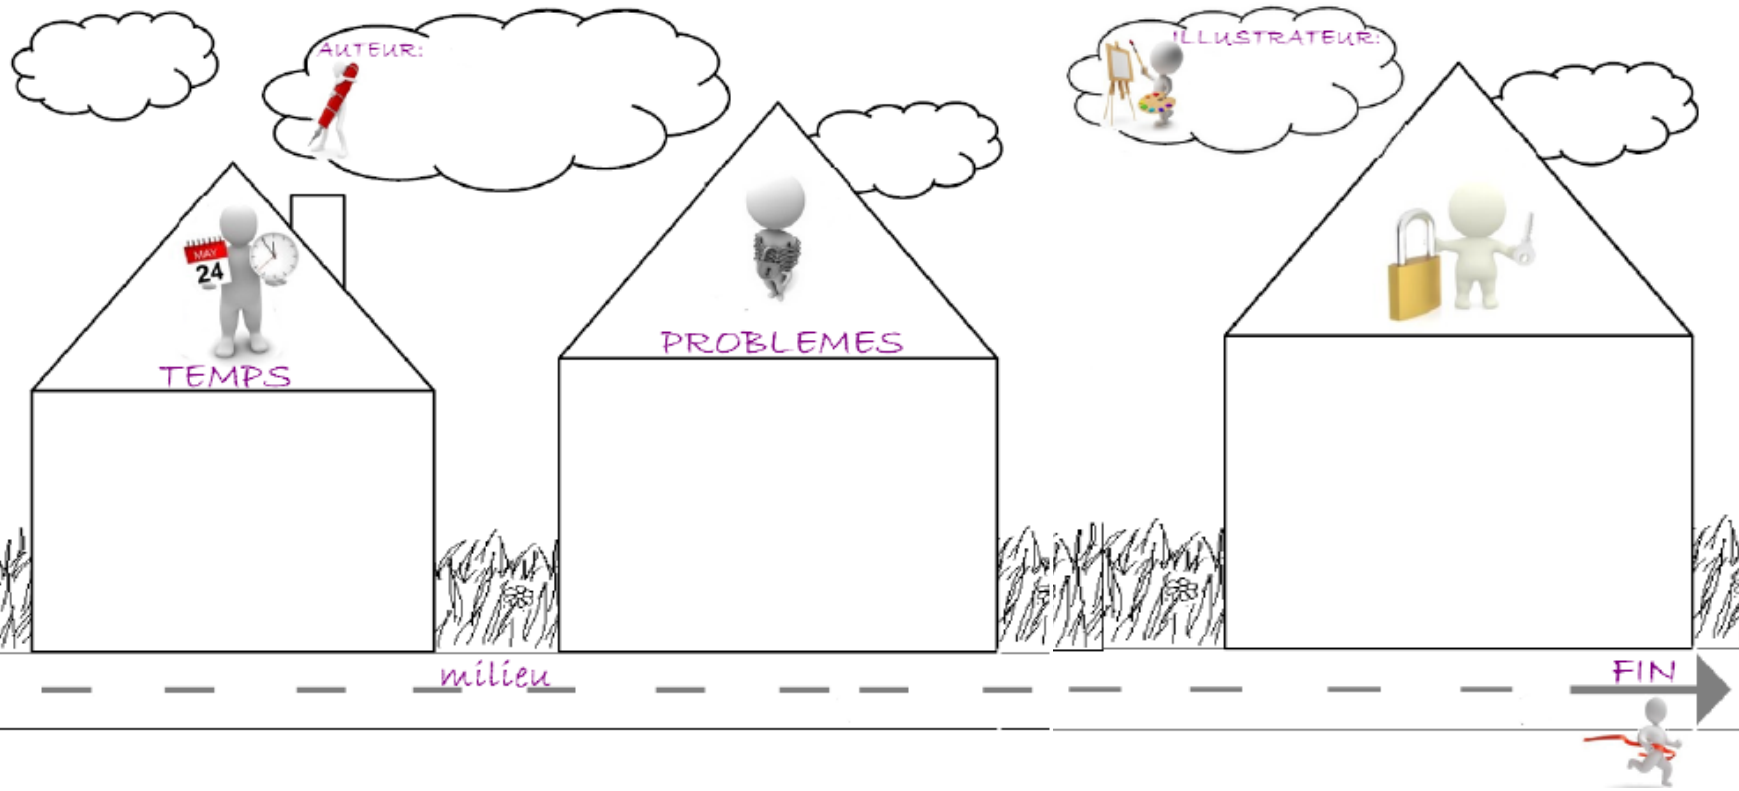 AUTEUR:
ILLUSTRATEUR:
MAY
24
TEMPS
PROBLEMES
milieu
FIN